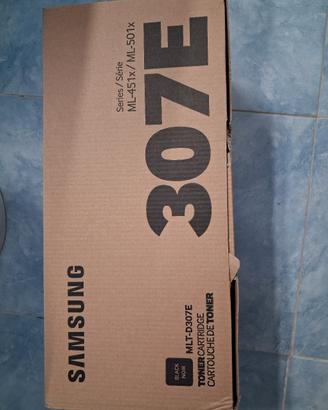 SAMSUNG
Series / Série
ML-451x / ML-501x
307E
BLACK
NOIR
MLT-D307E
TONER CARTRIDGE
CARTOUCHE DE TONER